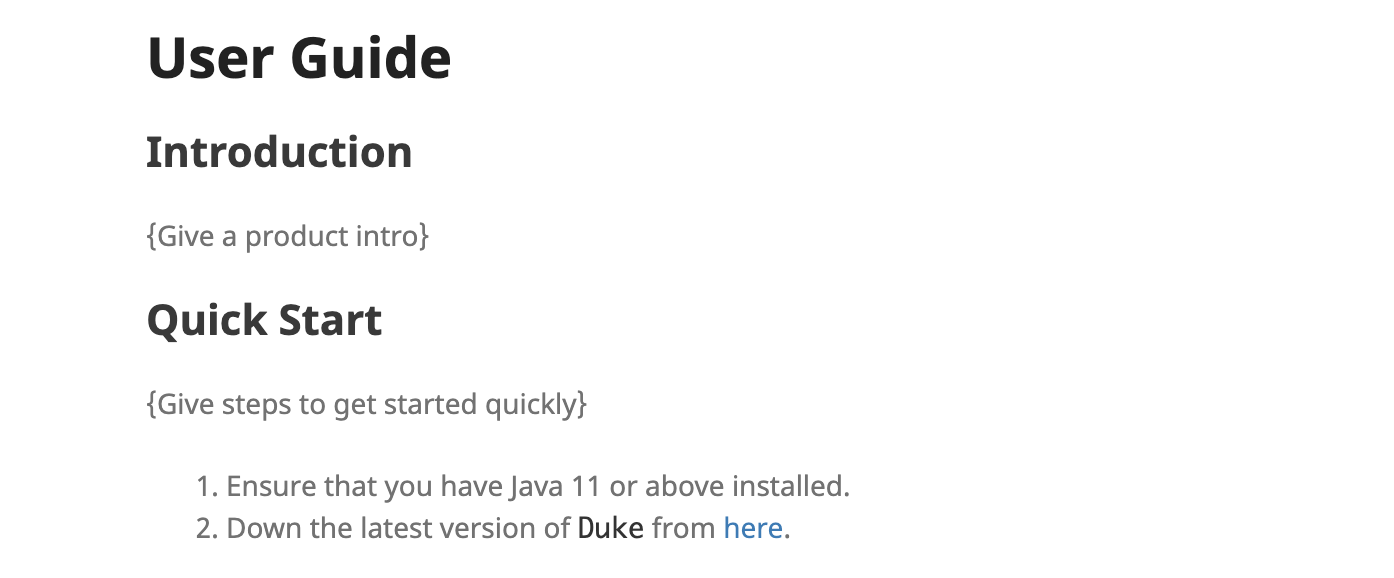 User Guide
Introduction
{Give a product intro}
Quick Start
{Give steps to get started quickly}
1. Ensure that you have Java 11 or above installed.
2. Down the latest version of Duke from here.